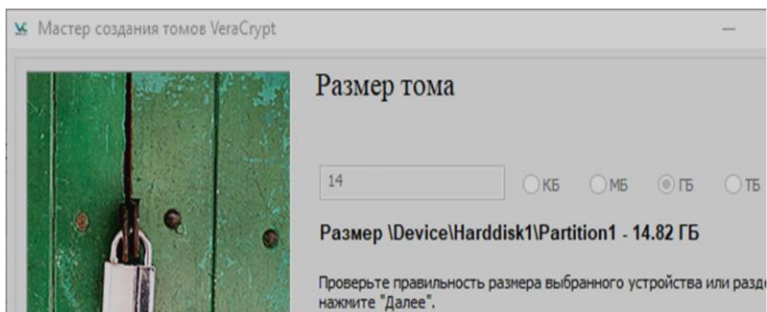 Мастер создания томов VeraCrypt
Размер тома
14 КБ МБ ГБ ТБ
Размер \Device\Harddisk1\Partition1 - 14.82 ГБ
Проверьте правильность размера выбранного устройства или разде
нажмите "Далее".